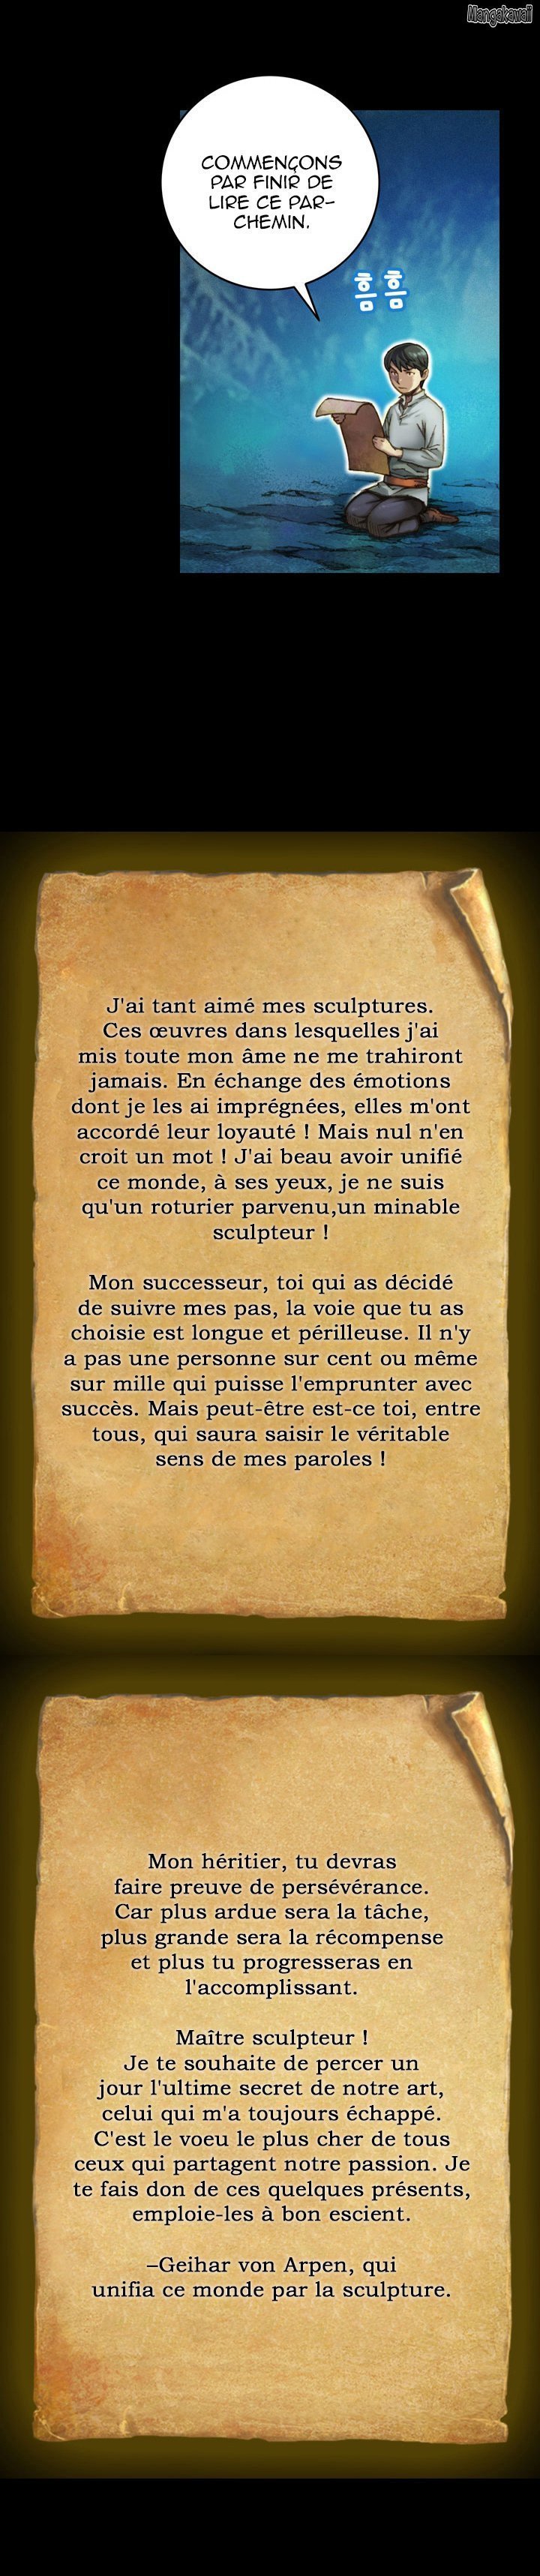 Mangakawaii
COMMENÇONS
PAR FINIR DE
LIRE CE PAR-
CHEMIN.
흠흠
J'ai tant aimé mes sculptures.
Ces œuvres dans lesquelles j'ai
mis toute mon âme ne me trahiront
jamais. En échange des émotions
dont je les ai imprégnées, elles m'ont
accordé leur loyauté ! Mais nul n'en
croit un mot ! J'ai beau avoir unifié
ce monde, à ses yeux, je ne suis
qu'un roturier parvenu,un minable
sculpteur !
Mon successeur, toi qui as décidé
de suivre mes pas, la voie que tu as
choisie est longue et périlleuse. Il n'y
a pas une personne sur cent ou même
sur mille qui puisse l'emprunter avec
succès. Mais peut-être est-ce toi, entre
tous, qui saura saisir le véritable
sens de mes paroles !
Mon héritier, tu devras
faire preuve de persévérance.
Car plus ardue sera la tâche,
plus grande sera la récompense
et plus tu progresseras en
l'accomplissant.
Maître sculpteur !
Je te souhaite de percer un
jour l'ultime secret de notre art,
celui qui m'a toujours échappé.
C'est le voeu le plus cher de tous
ceux qui partagent notre passion. Je
te fais don de ces quelques présents,
emploie-les à bon escient.
–Geihar von Arpen, qui
unifia ce monde par la sculpture.